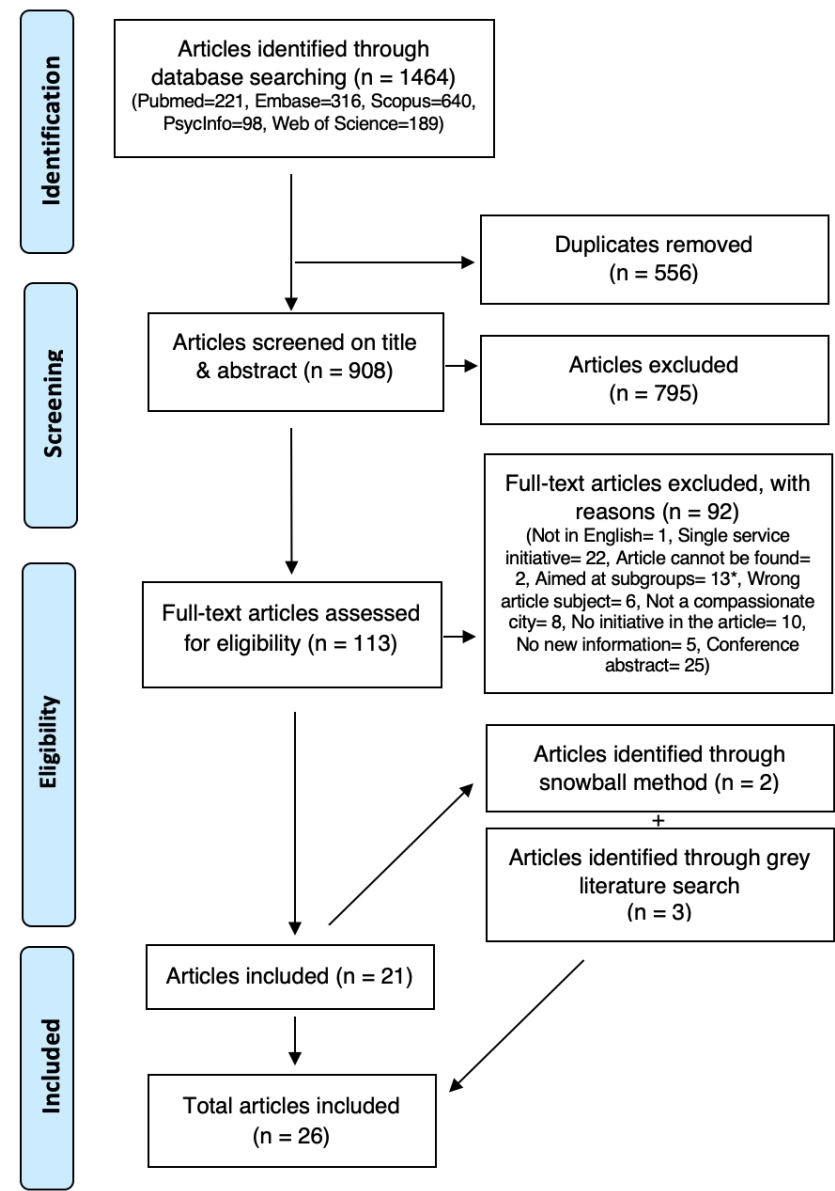 Identification
Articles identified through
database searching (n = 1464)
(Pubmed=221, Embase=316, Scopus=640,
PsycInfo=98, Web of Science=189)
Duplicates removed
(n = 556)
Screening
Articles screened on title
& abstract (n = 908)
Articles excluded
(n = 795)
Full-text articles excluded, with
reasons (n = 92)
(Not in English= 1, Single service
initiative= 22, Article cannot be found=
2, Aimed at subgroups= 13*, Wrong
article subject= 6, Not a compassionate
city= 8, No initiative in the article= 10,
No new information= 5, Conference
abstract= 25)
Eligibility
Full-text articles assessed
for eligibility (n = 113)
Articles identified through
snowball method (n = 2)
+
Articles identified through grey
literature search
(n = 3)
Included
Articles included (n = 21)
Total articles included
(n = 26)